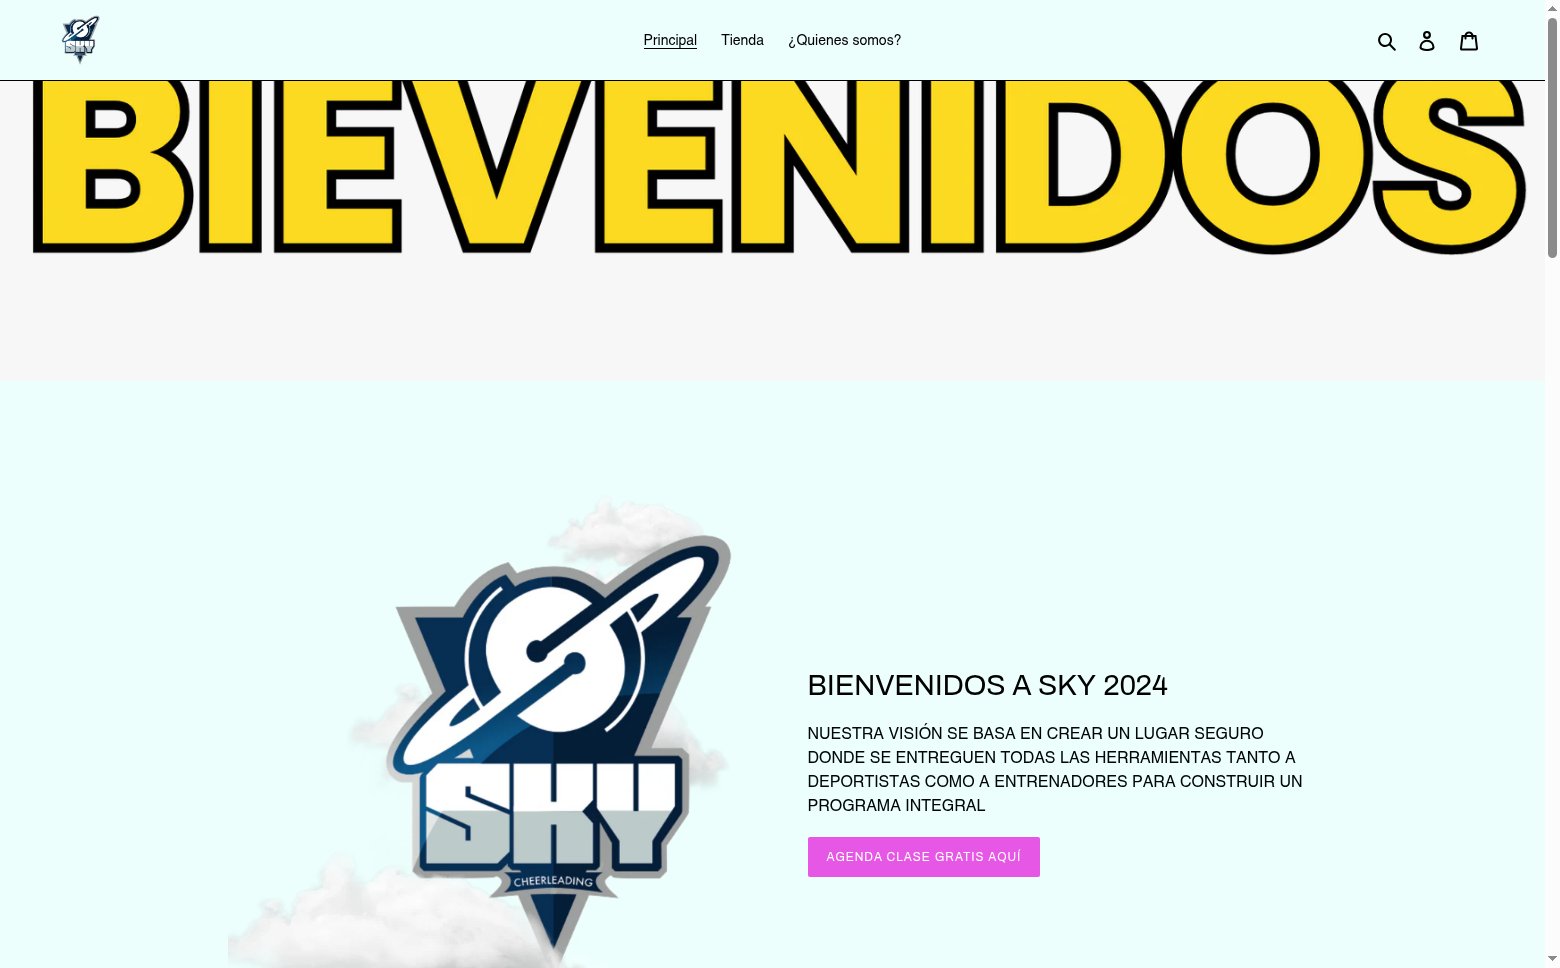 SKY
Principal
Tienda
¿Quienes somos?
BIEVENIDOS
SKY
CHEERLEADING
BIENVENIDOS A SKY 2024
NUESTRA VISIÓN SE BASA EN CREAR UN LUGAR SEGURO
DONDE SE ENTREGUEN TODAS LAS HERRAMIENTAS TANTO A
DEPORTISTAS COMO A ENTRENADORES PARA CONSTRUIR UN
PROGRAMA INTEGRAL
AGENDA CLASE GRATIS AQUÍ